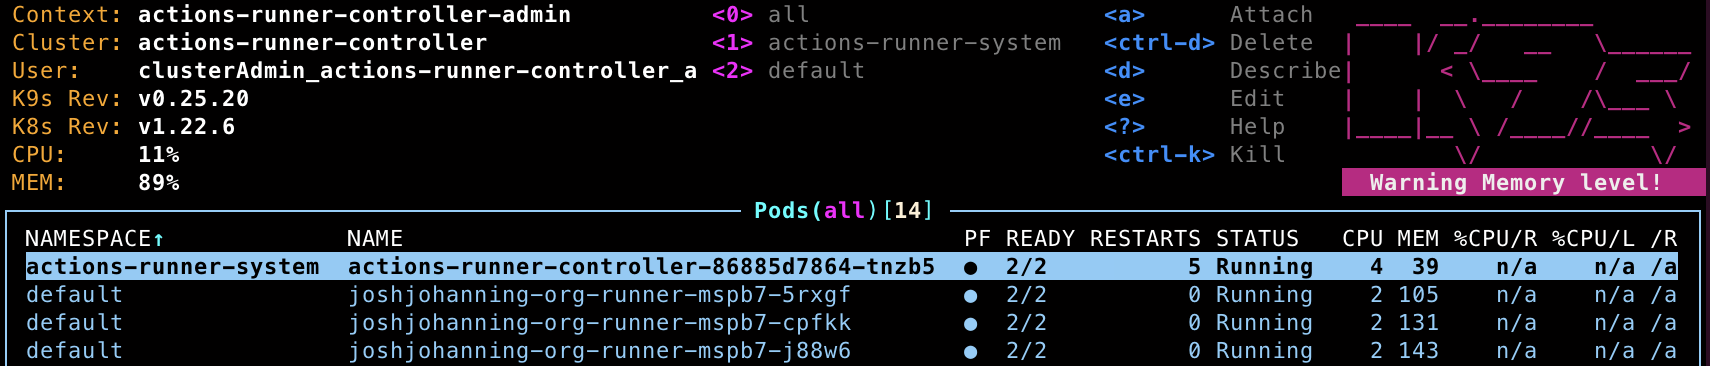 Context: actions-runner-controller-admin <0> all <a> Attach
Cluster: actions-runner-controller <1> actions-runner-system <ctrl-d> Delete
User: clusterAdmin_actions-runner-controller_a <2> default <d> Describe
K9s Rev: v0.25.20 <e> Edit
K8s Rev: v1.22.6 <?> Help
CPU: 11% <ctrl-k> Kill
MEM: 89% Warning Memory level!
Pods(all)[14]
NAMESPACE↑ NAME PF READY RESTARTS STATUS CPU MEM %CPU/R %CPU/L /R
actions-runner-system actions-runner-controller-86885d7864-tnzb5 ● 2/2 5 Running 4 39 n/a n/a /a
default joshjohanning-org-runner-mspb7-5rxgf ● 2/2 0 Running 2 105 n/a n/a /a
default joshjohanning-org-runner-mspb7-cpfkk ● 2/2 0 Running 2 131 n/a n/a /a
default joshjohanning-org-runner-mspb7-j88w6 ● 2/2 0 Running 2 143 n/a n/a /a